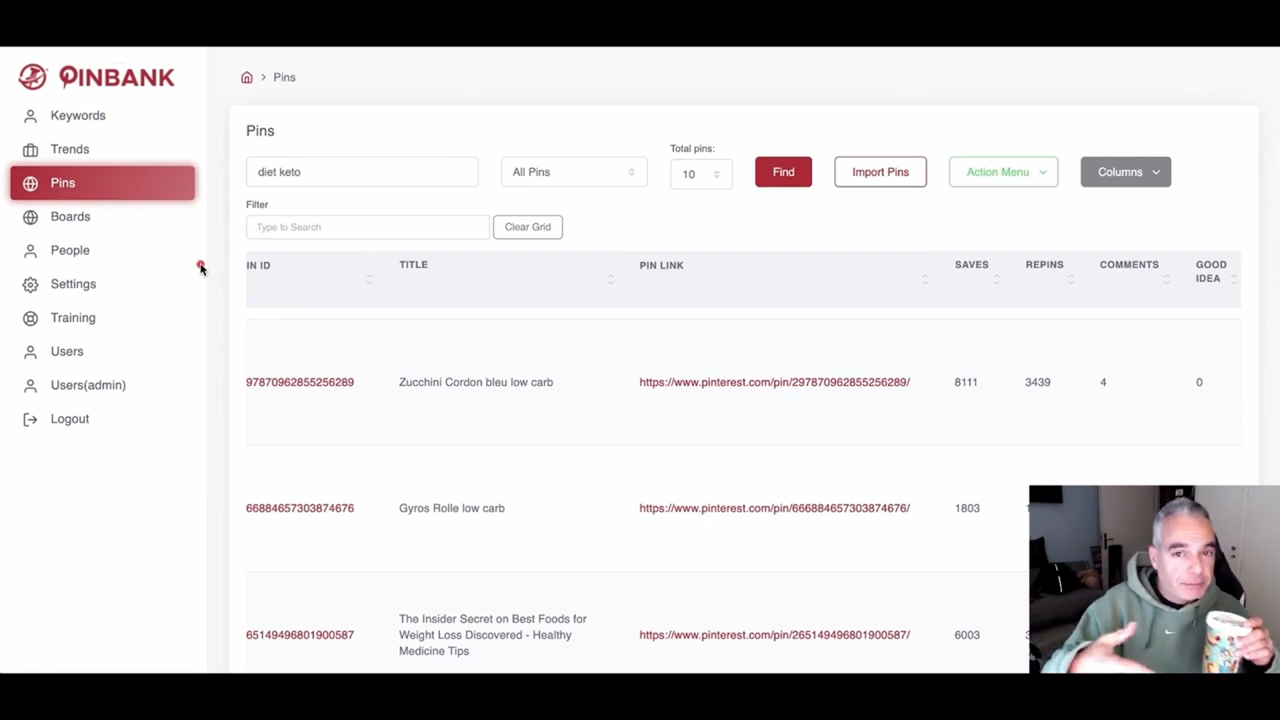 PINBANK
Keywords
Trends
Pins
Boards
People
Settings
Training
Users
Users(admin)
Logout
> Pins
Pins
Total pins:
diet keto
All Pins
10
Find
Import Pins
Action Menu
Columns
Filter
Type to Search
Clear Grid
IN ID TITLE PIN LINK SAVES REPINS COMMENTS GOOD IDEA
97870962855256289 Zucchini Cordon bleu low carb https://www.pinterest.com/pin/297870962855256289/ 8111 3439 4 0
66884657303874676 Gyros Rolle low carb https://www.pinterest.com/pin/666884657303874676/ 1803
65149496801900587 The Insider Secret on Best Foods for
Weight Loss Discovered - Healthy
Medicine Tips
https://www.pinterest.com/pin/265149496801900587/ 6003